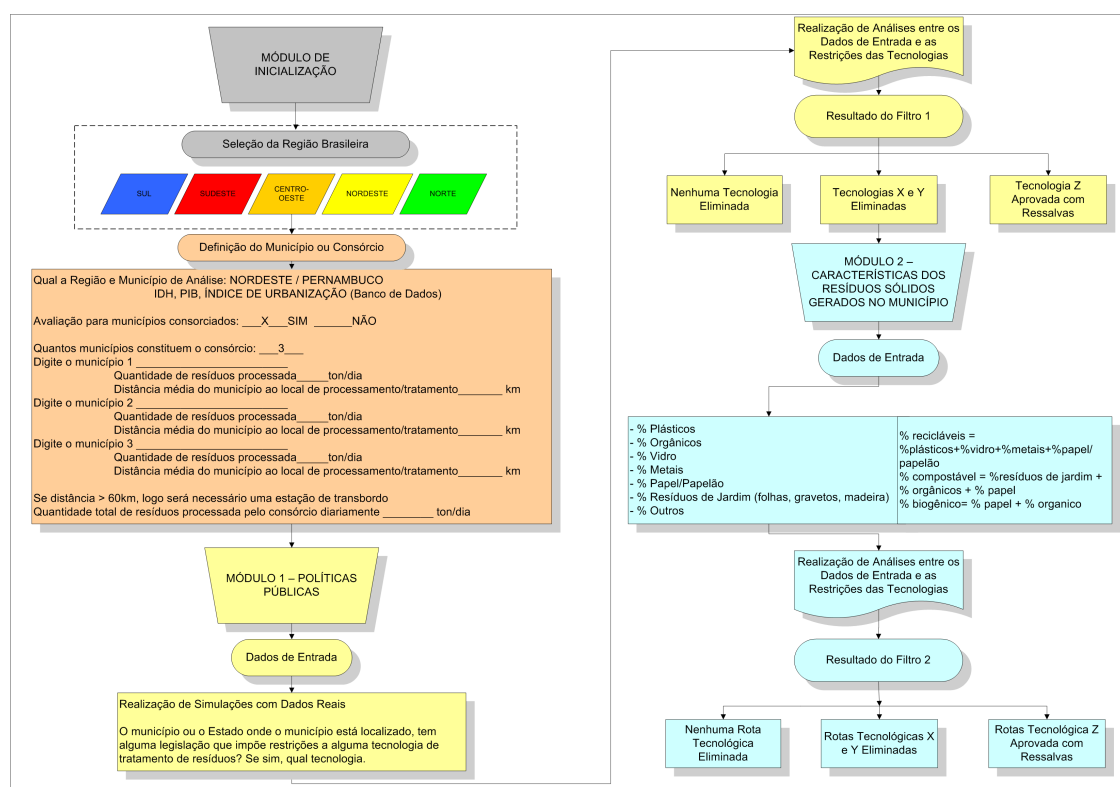 MÓDULO DE
INICIALIZAÇÃO
Seleção da Região Brasileira
SUL
SUDESTE
CENTRO-
OESTE
NORDESTE
NORTE
Definição do Município ou Consórcio
Qual a Região e Município de Análise: NORDESTE / PERNAMBUCO
IDH, PIB, ÍNDICE DE URBANIZAÇÃO (Banco de Dados)
Avaliação para municípios consorciados: ___X___SIM ______NÃO
Quantos municípios constituem o consórcio: ___3___
Digite o município 1 ________________________
Quantidade de resíduos processada_____ton/dia
Distância média do município ao local de processamento/tratamento_______ km
Digite o município 2 ________________________
Quantidade de resíduos processada_____ton/dia
Distância média do município ao local de processamento/tratamento_______ km
Digite o município 3 ________________________
Quantidade de resíduos processada_____ton/dia
Distância média do município ao local de processamento/tratamento_______ km
Se distância > 60km, logo será necessário uma estação de transbordo
Quantidade total de resíduos processada pelo consórcio diariamente ________ ton/dia
MÓDULO 1 – POLÍTICAS
PÚBLICAS
Dados de Entrada
Realização de Simulações com Dados Reais
O município ou o Estado onde o município está localizado, tem
alguma legislação que impõe restrições a alguma tecnologia de
tratamento de resíduos? Se sim, qual tecnologia.
Realização de Análises entre os
Dados de Entrada e as
Restrições das Tecnologias
Resultado do Filtro 1
Nenhuma Tecnologia
Eliminada
Tecnologias X e Y
Eliminadas
Tecnologia Z
Aprovada com
Ressalvas
MÓDULO 2 –
CARACTERÍSTICAS DOS
RESÍDUOS SÓLIDOS
GERADOS NO MUNICÍPIO
Dados de Entrada
- % Plásticos
- % Orgânicos
- % Vidro
- % Metais
- % Papel/Papelão
- % Resíduos de Jardim (folhas, gravetos, madeira)
- % Outros
% recicláveis =
%plásticos+%vidro+%metais+%papel/
papelão
% compostável = %resíduos de jardim +
% orgânicos + % papel
% biogênico= % papel + % organico
Realização de Análises entre os
Dados de Entrada e as
Restrições das Tecnologias
Resultado do Filtro 2
Nenhuma Rota
Tecnológica
Eliminada
Rotas Tecnológicas X
e Y Eliminadas
Rotas Tecnológica Z
Aprovada com
Ressalvas